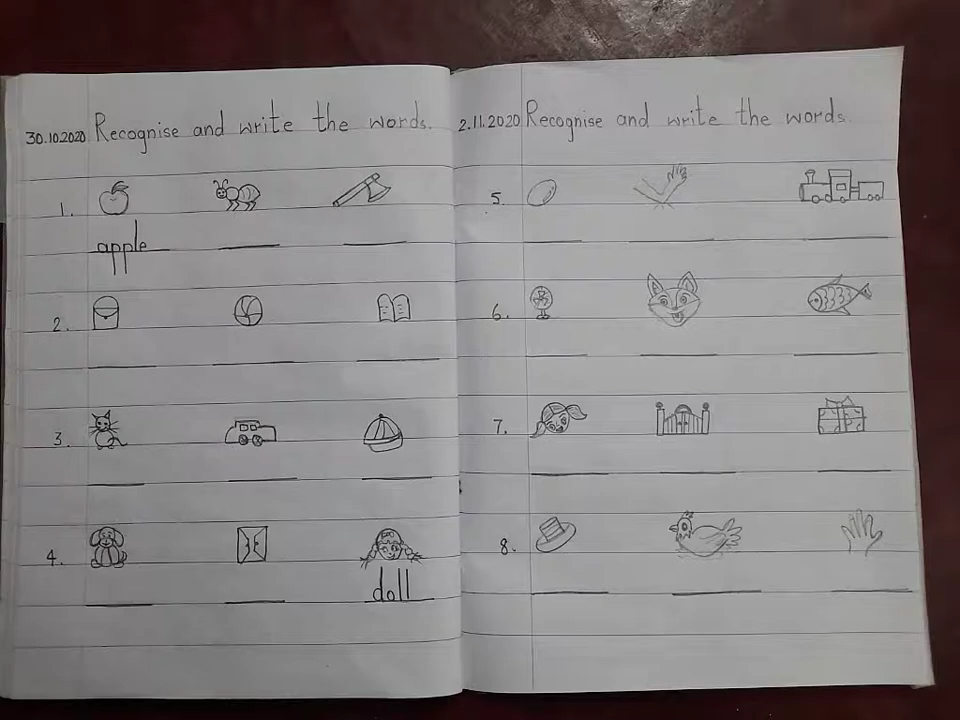 30.10.2020 Recognise and write the words.
1.
apple
2.
3.
4.
doll
2.11.2020 Recognise and write the words.
5.
6.
7.
8.